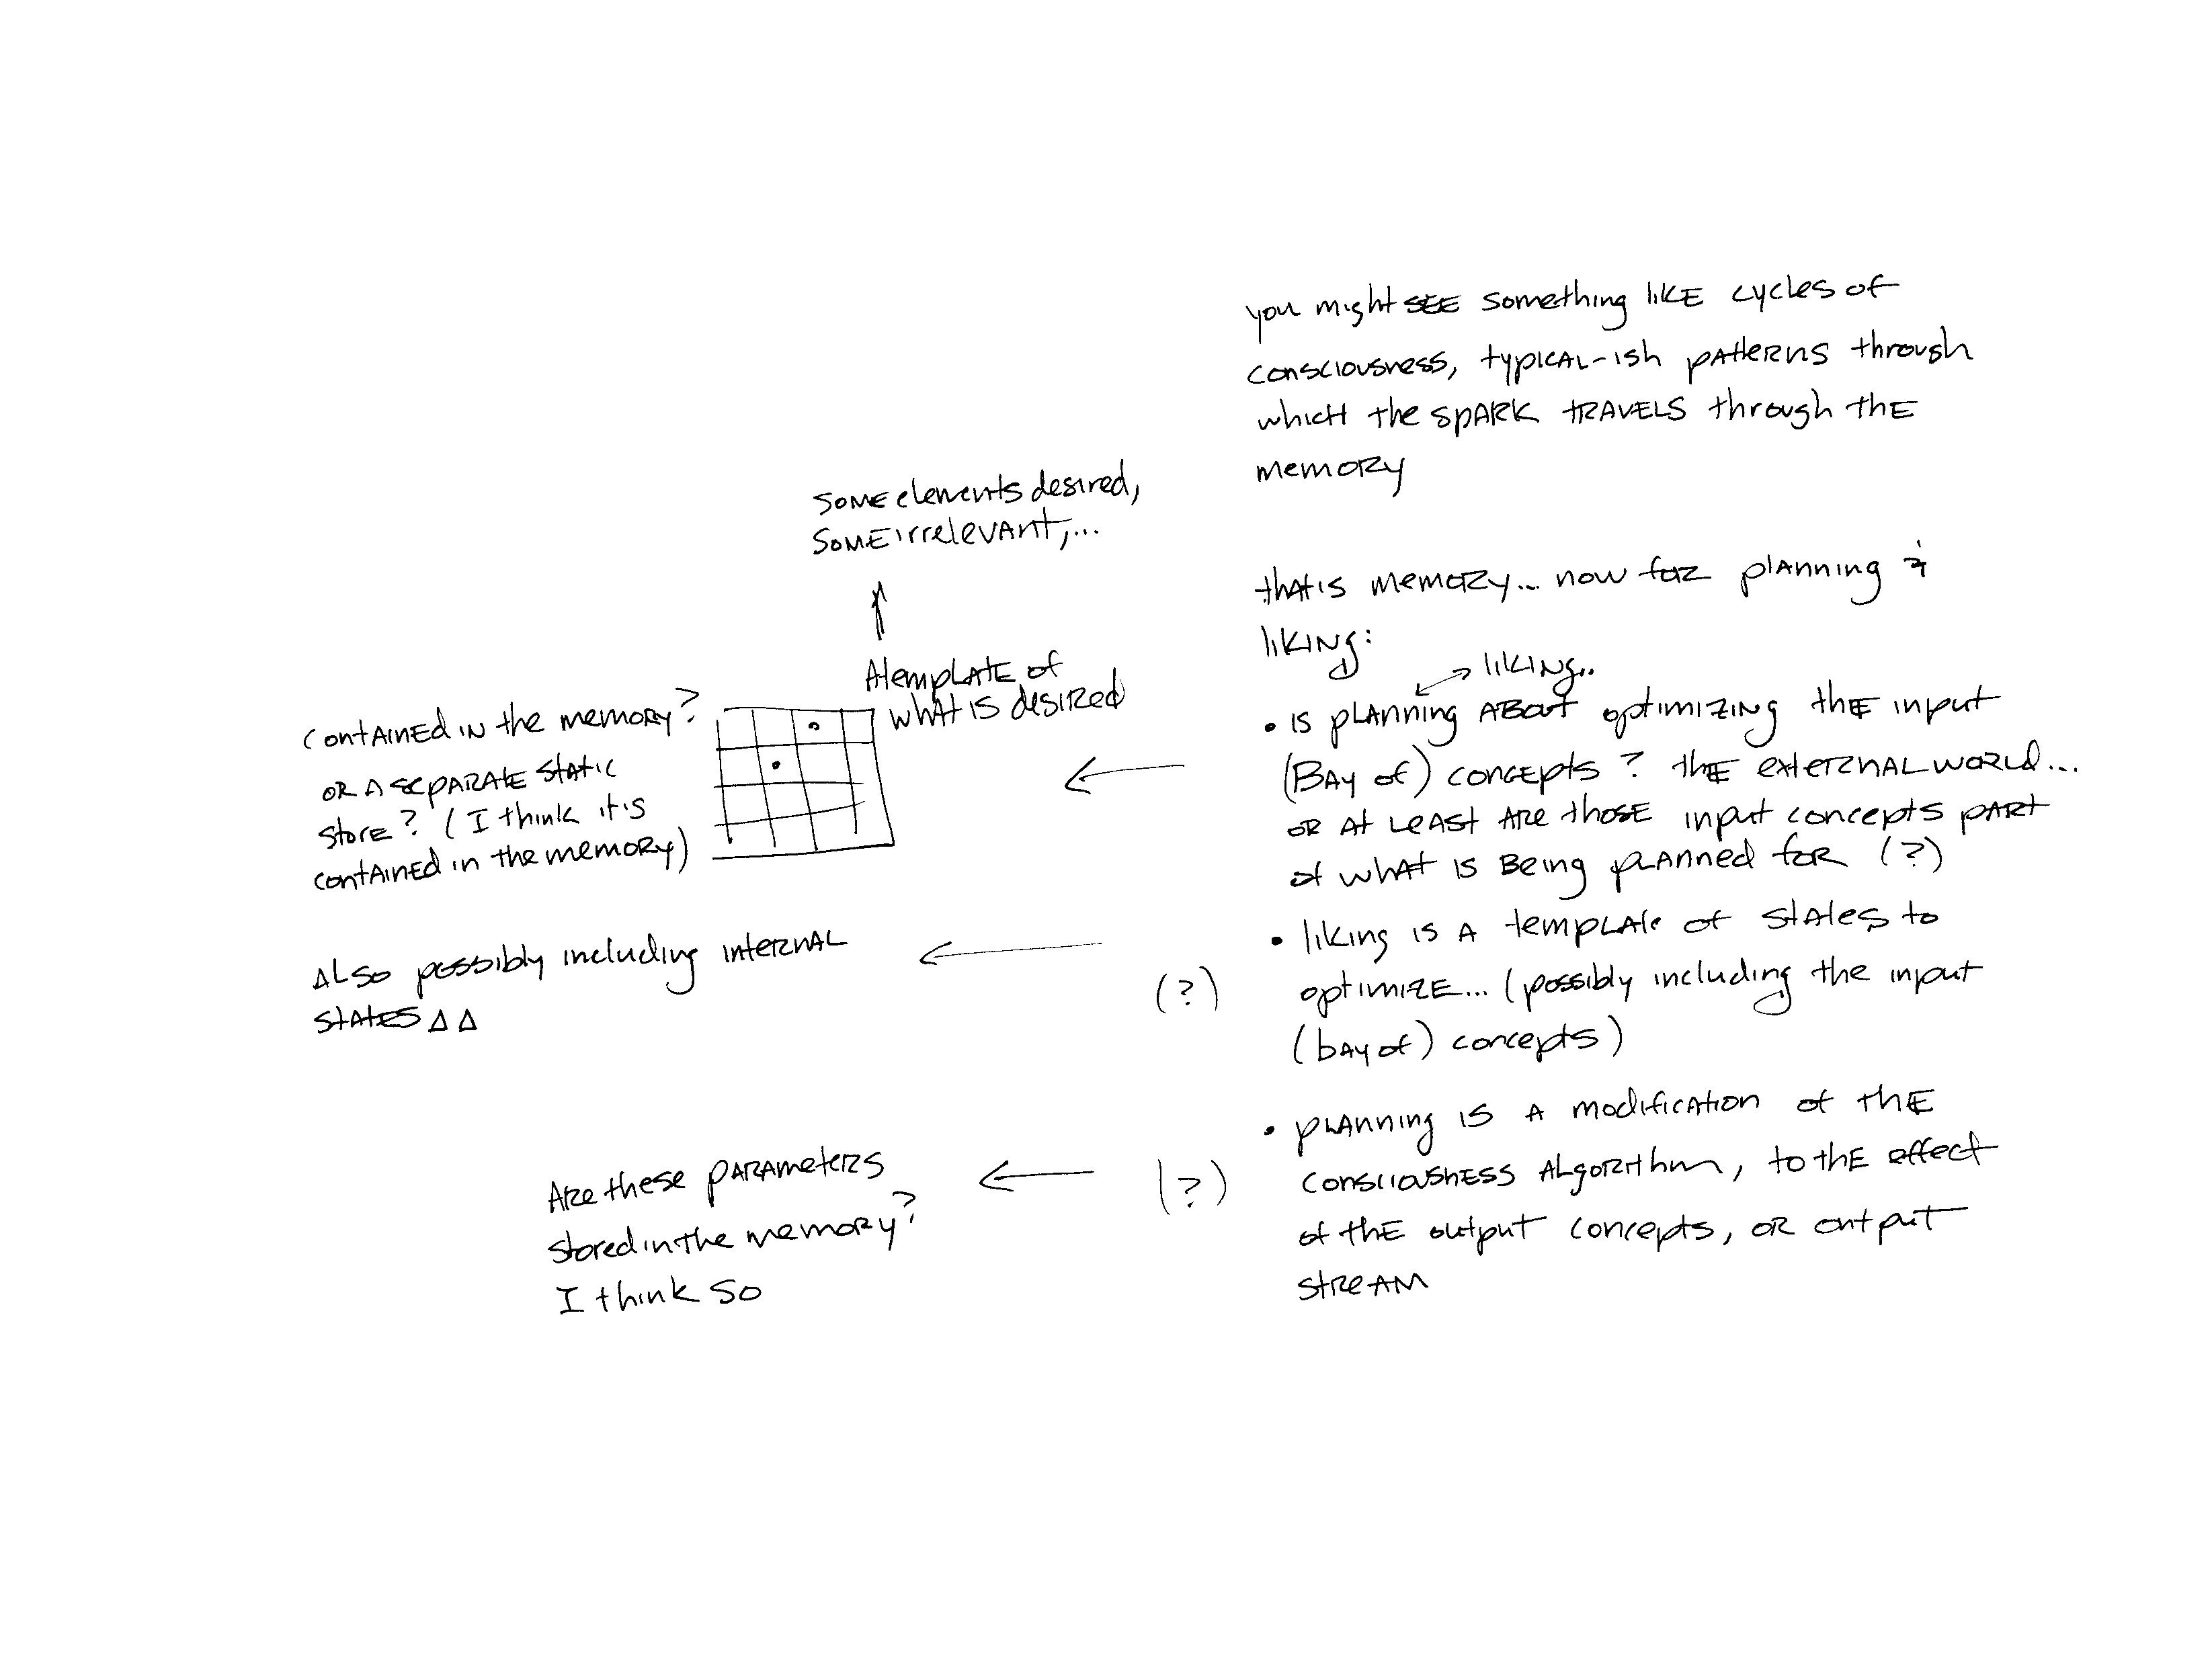 you might SEE something like cycles of
consciousness, typical-ish patterns through
which the spark travels through the
memory
that is memory... now for planning &
liking:
liking..
• is planning about optimizing the input
(Bay of) concepts? the external world...
or at least are those input concepts part
of what is being planned for (?)
• liking is a template of states to
optimize... (possibly including the input
(bay of) concepts)
(?)
• planning is a modification of the
consciousness algorithm, to the effect
of the output concepts, or output
stream
(?)
some elements desired,
some irrelevant,...
A template of
what is desired
contained in the memory?
or a separate static
store? (I think it's
contained in the memory)
Also possibly including internal
states Δ Δ
Are these parameters
stored in the memory?
I think so